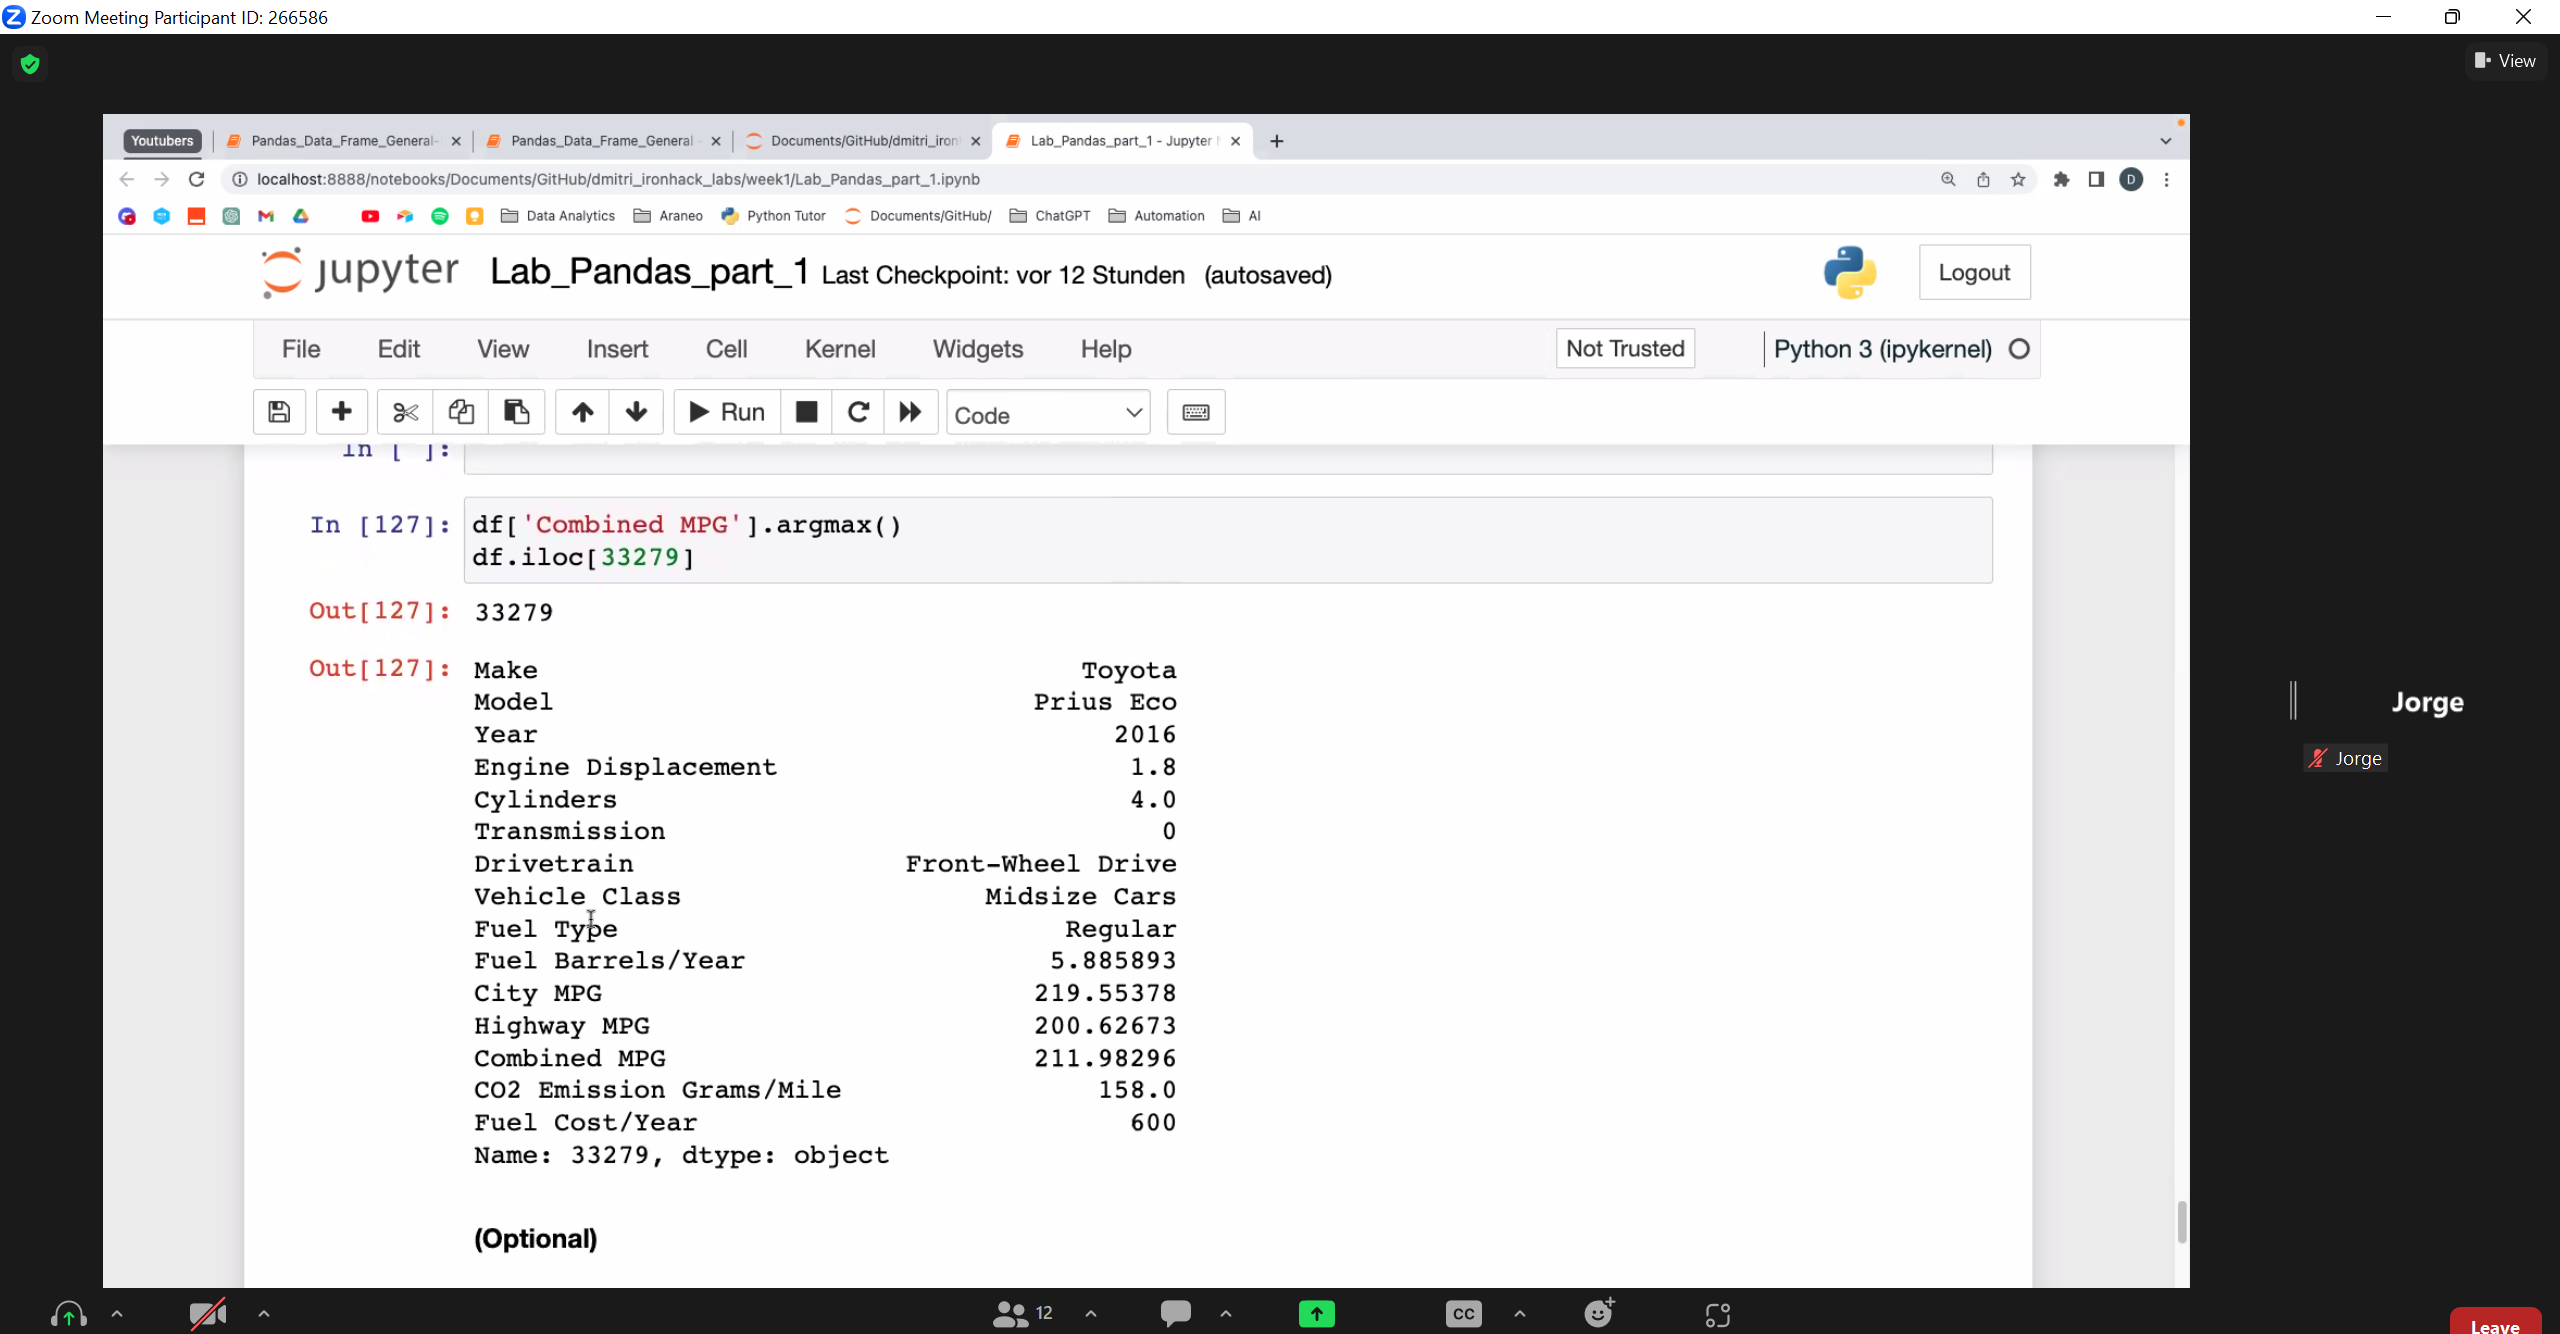 Zoom Meeting Participant ID: 266586
View
Youtubers
Pandas_Data_Frame_General-
Pandas_Data_Frame_General
Documents/GitHub/dmitri_iron
Lab_Pandas_part_1 - Jupyter
localhost:8888/notebooks/Documents/GitHub/dmitri_ironhack_labs/week1/Lab_Pandas_part_1.ipynb
D
Data Analytics
Araneo
Python Tutor
Documents/GitHub/
ChatGPT
Automation
AI
jupyter Lab_Pandas_part_1 Last Checkpoint: vor 12 Stunden (autosaved)
Logout
File Edit View Insert Cell Kernel Widgets Help
Not Trusted
Python 3 (ipykernel)
Run
Code
In [ ]:
In [127]: df['Combined MPG'].argmax()
df.iloc[33279]
Out[127]: 33279
Out[127]: Make Toyota
Model Prius Eco
Year 2016
Engine Displacement 1.8
Cylinders 4.0
Transmission 0
Drivetrain Front-Wheel Drive
Vehicle Class Midsize Cars
Fuel Type Regular
Fuel Barrels/Year 5.885893
City MPG 219.55378
Highway MPG 200.62673
Combined MPG 211.98296
CO2 Emission Grams/Mile 158.0
Fuel Cost/Year 600
Name: 33279, dtype: object
(Optional)
Jorge
Jorge
12
CC
Leave